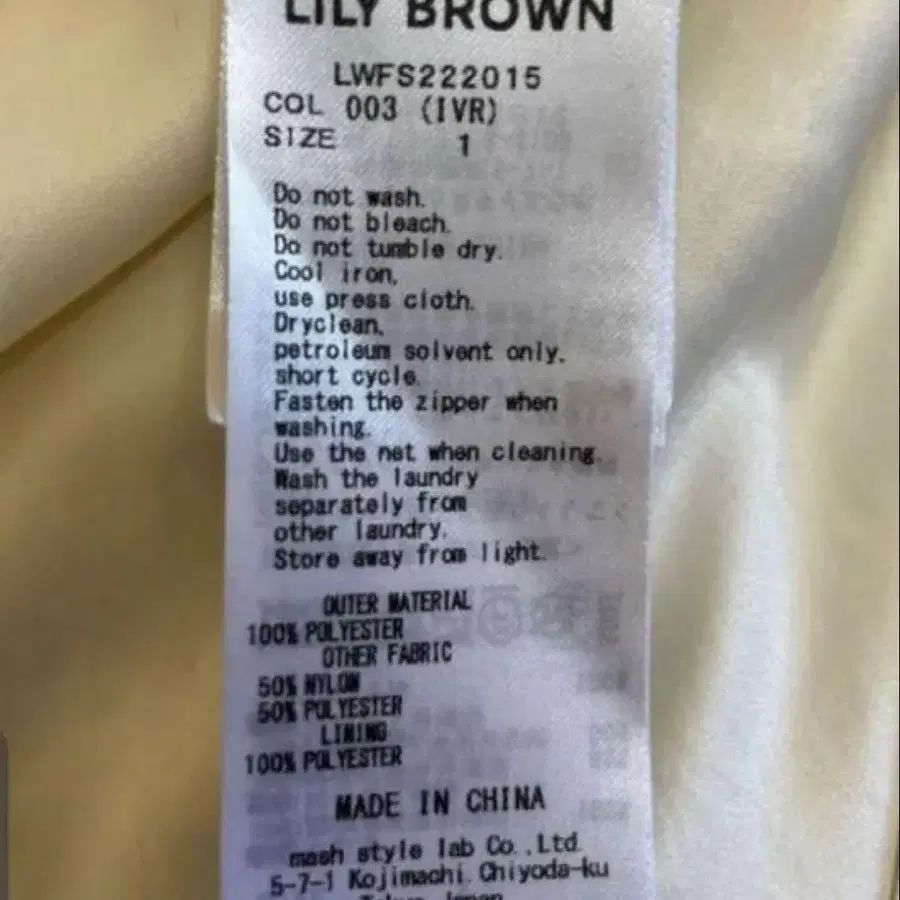 LILY BROWN
LWFS222015
COL 003 (IVR)
SIZE 1
Do not wash.
Do not bleach.
Do not tumble dry.
Cool iron,
use press cloth.
Dryclean,
petroleum solvent only.
short cycle.
Fasten the zipper when
washing.
Use the net when cleaning.
Wash the laundry
separately from
other laundry.
Store away from light.
OUTER MATERIAL
100% POLYESTER
OTHER FABRIC
50% NYLON
50% POLYESTER
LINING
100% POLYESTER
MADE IN CHINA
mash style lab Co.,Ltd.
5-7-1 Kojimachi.Chiyoda-ku
Tokyo Japan